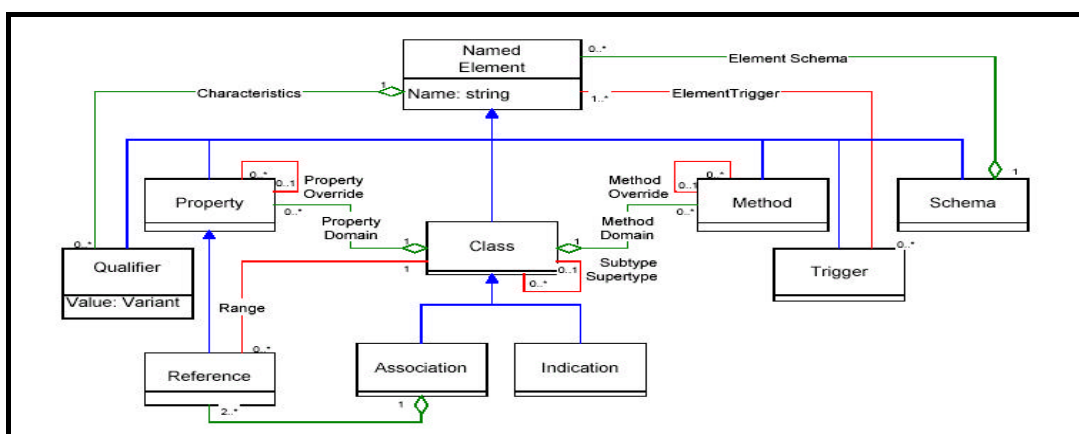 Named
Element
Name: string
0..*
Element Schema
1
Characteristics
1..*
ElementTrigger
0..*
0..1
Property
Override
Property
0..*
Property
Domain
1
Class
1
Method
Override
Method
Domain
0..*
0..1
0..*
Method
Schema
1
0..*
Qualifier
Value: Variant
1
0..1
0..*
Subtype
Supertype
0..*
Trigger
Range
0..*
Reference
2..*
Association
1
Indication